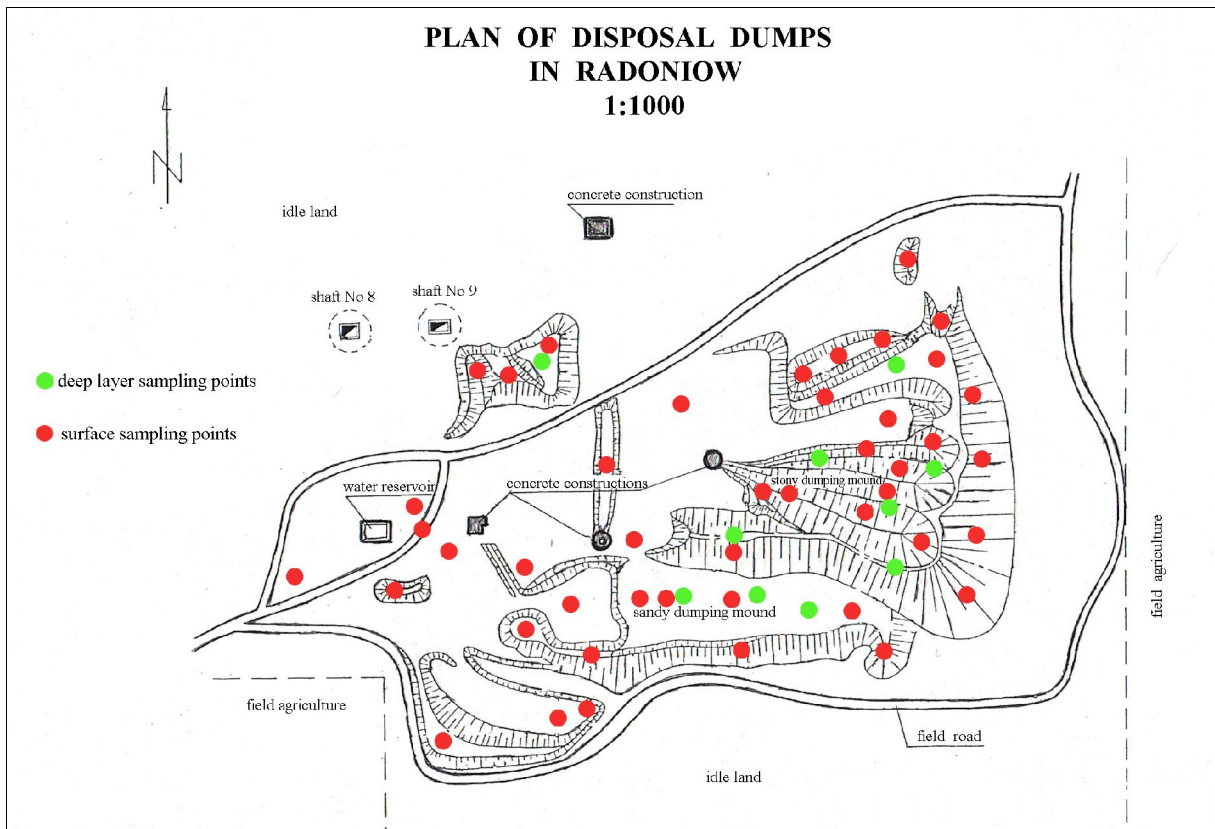 PLAN OF DISPOSAL DUMPS
IN RADONIOW
1:1000
N
concrete construction
idle land
shaft No 8
shaft No 9
deep layer sampling points
surface sampling points
water reservoir
concrete constructions
stony dumping mound
field agriculture
sandy dumping mound
field agriculture
field road
idle land